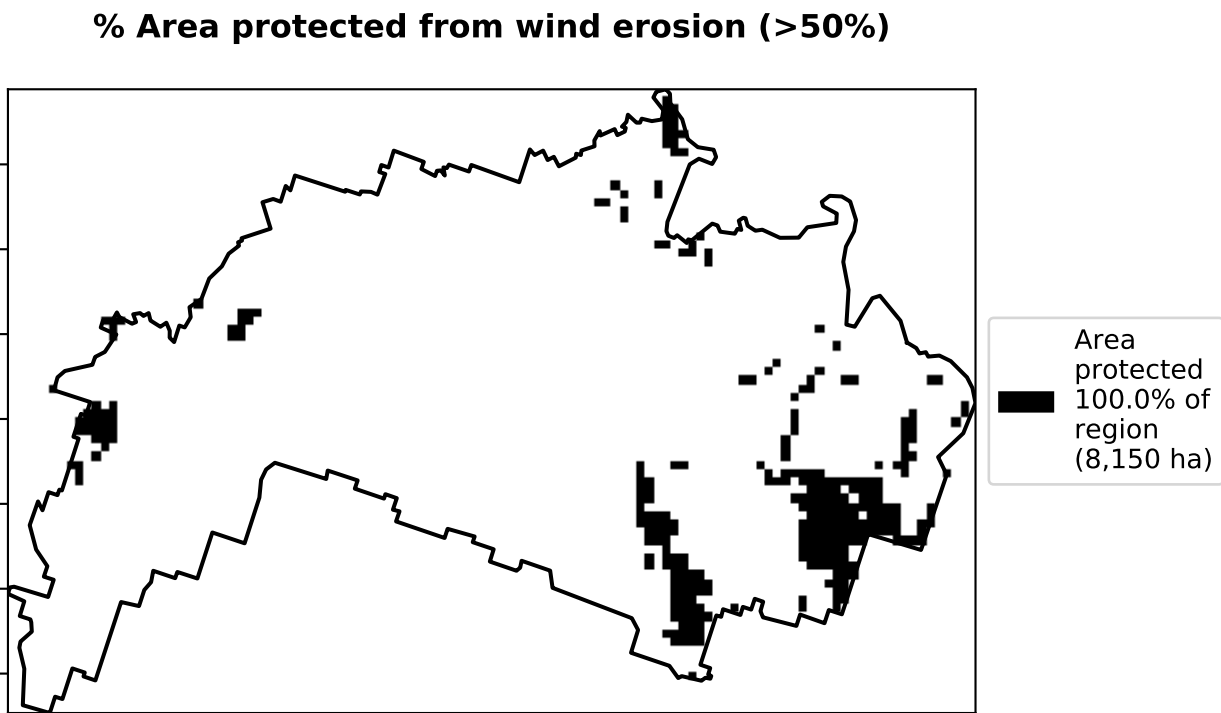 % Area protected from wind erosion (>50%)
Area
protected
100.0% of
region
(8,150 ha)